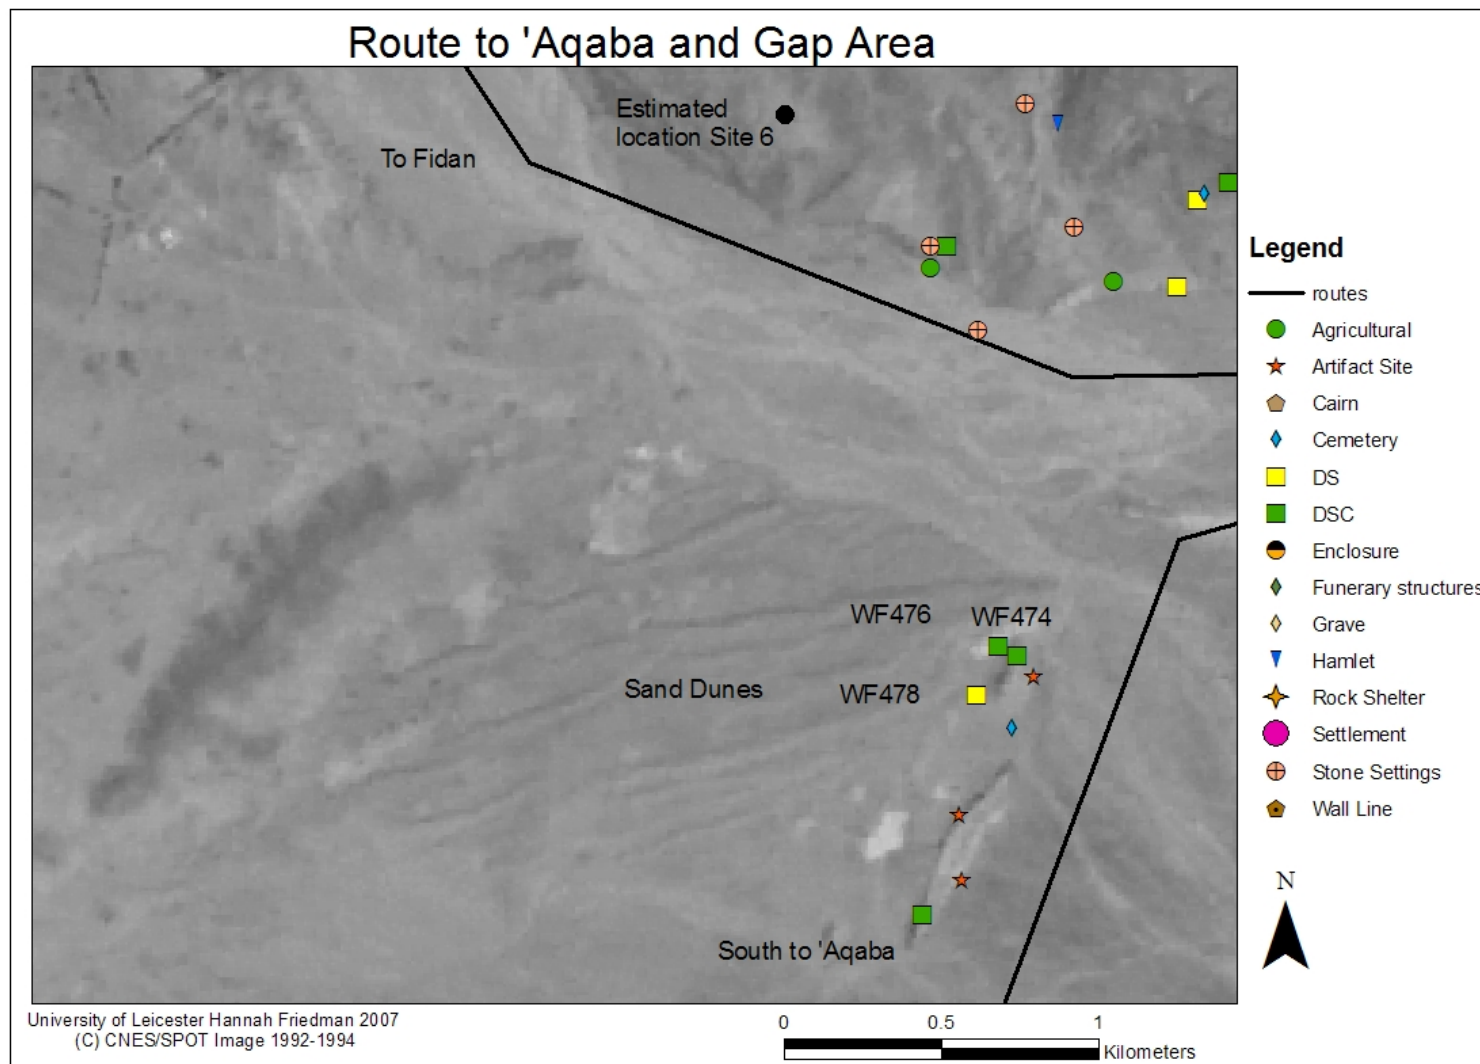 Route to 'Aqaba and Gap Area
Estimated
location Site 6
To Fidan
WF476
WF474
Sand Dunes
WF478
South to 'Aqaba
Legend
routes
Agricultural
Artifact Site
Cairn
Cemetery
DS
DSC
Enclosure
Funerary structures
Grave
Hamlet
Rock Shelter
Settlement
Stone Settings
Wall Line
N
University of Leicester Hannah Friedman 2007
(C) CNES/SPOT Image 1992-1994
0 0.5 1
Kilometers